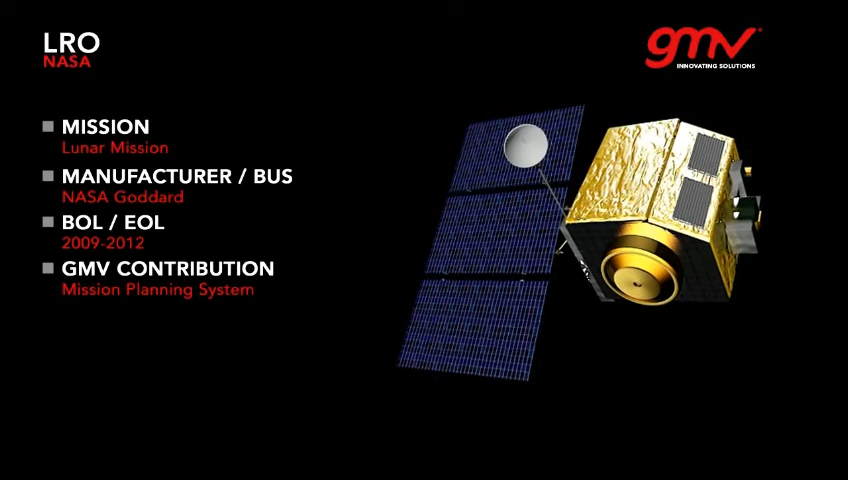 LRO
NASA
gmv
INNOVATING SOLUTIONS
MISSION
Lunar Mission
MANUFACTURER / BUS
NASA Goddard
BOL / EOL
2009-2012
GMV CONTRIBUTION
Mission Planning System